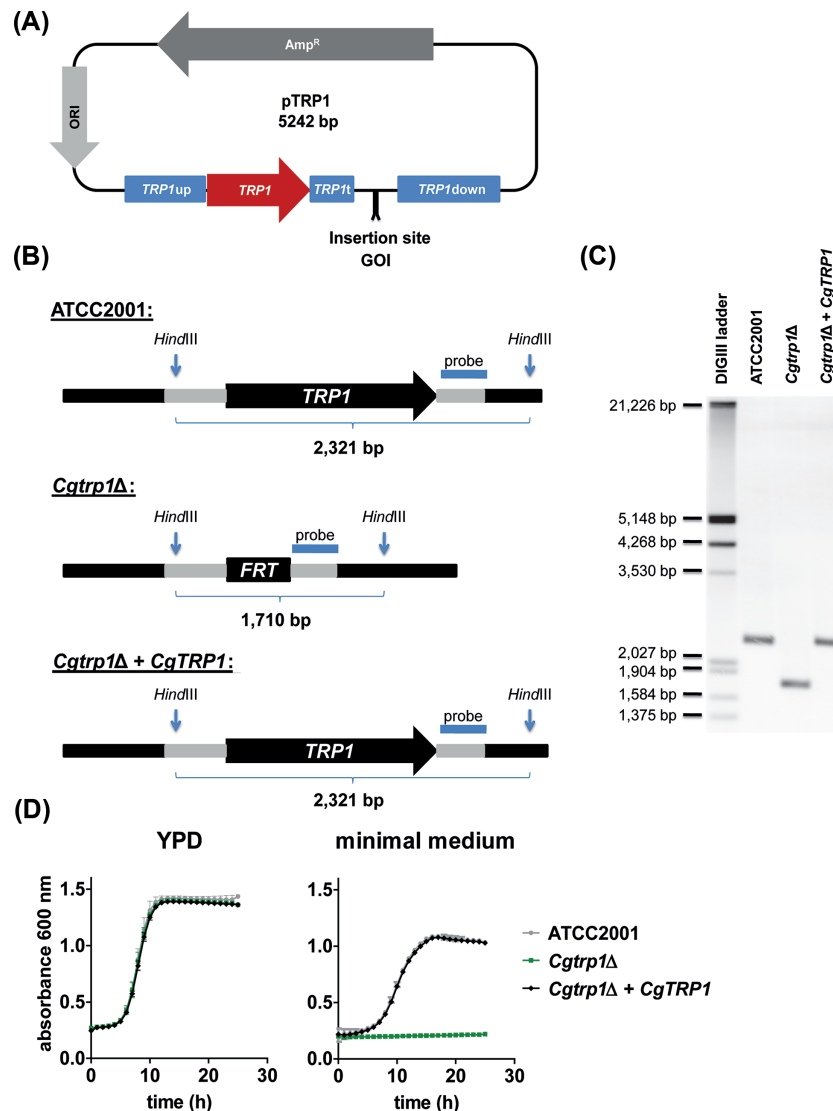 (A)
Amp^R
ORI
pTRP1
5242 bp
TRP1up
TRP1
TRP1t
TRP1down
Insertion site
GOI
(B)
ATCC2001:
HindIII
HindIII
probe
TRP1
2,321 bp
Cgtrp1Δ:
HindIII
HindIII
probe
FRT
1,710 bp
Cgtrp1Δ + CgTRP1:
HindIII
HindIII
probe
TRP1
2,321 bp
(C)
DIGIII ladder
ATCC2001
Cgtrp1Δ
Cgtrp1Δ + CgTRP1
21,226 bp
5,148 bp
4,268 bp
3,530 bp
2,027 bp
1,904 bp
1,584 bp
1,375 bp
(D)
YPD
absorbance 600 nm
1.5
1.0
0.5
0.0
0 10 20 30
time (h)
minimal medium
1.5
1.0
0.5
0.0
0 10 20 30
time (h)
ATCC2001
Cgtrp1Δ
Cgtrp1Δ + CgTRP1